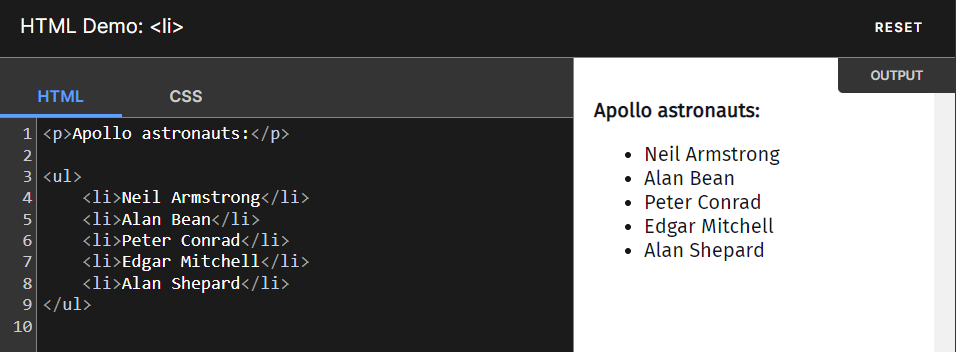 HTML Demo: <li>
RESET
HTML
CSS
OUTPUT
1 <p>Apollo astronauts:</p>
2
3 <ul>
4     <li>Neil Armstrong</li>
5     <li>Alan Bean</li>
6     <li>Peter Conrad</li>
7     <li>Edgar Mitchell</li>
8     <li>Alan Shepard</li>
9 </ul>
10
Apollo astronauts:
• Neil Armstrong
• Alan Bean
• Peter Conrad
• Edgar Mitchell
• Alan Shepard